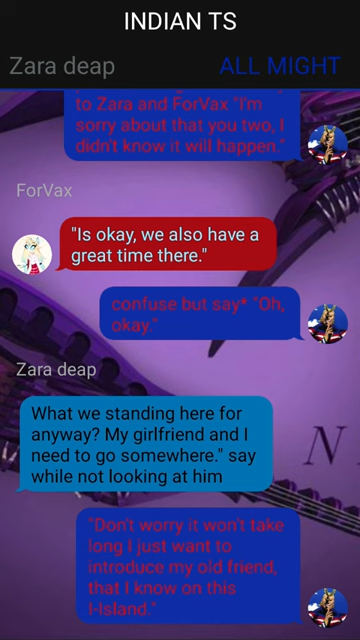 INDIAN TS
Zara deap
ALL MIGHT
to Zara and ForVax "I'm
sorry about that you two, I
didn't know it will happen."
ForVax
"Is okay, we also have a
great time there."
confuse but say* "Oh,
okay."
Zara deap
What we standing here for
anyway? My girlfriend and I
need to go somewhere." say
while not looking at him
N
"Don't worry it won't take
long I just want to
introduce my old friend,
that I know on this
I-Island."